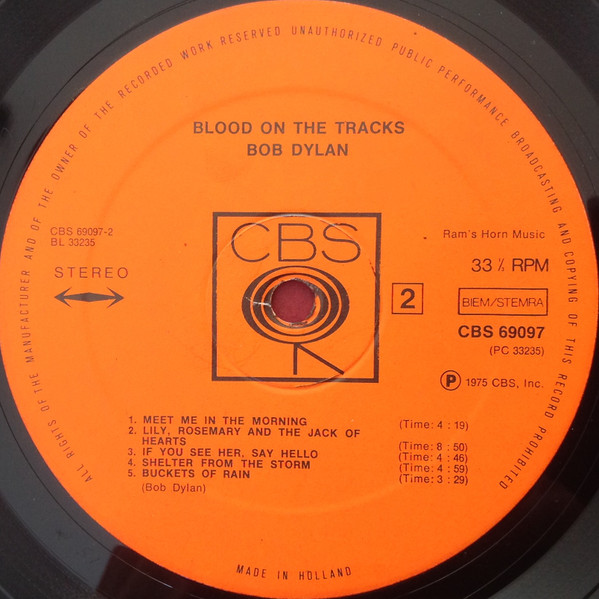 ALL RIGHTS OF THE MANUFACTURER AND OF THE OWNER OF THE RECORDED WORK RESERVED UNAUTHORIZED PUBLIC PERFORMANCE BROADCASTING AND COPYING OF THIS RECORD PROHIBITED
BLOOD ON THE TRACKS
BOB DYLAN
CBS 69097-2
BL 33235
STEREO
CBS
Ram's Horn Music
33 ⅓ RPM
2
BIEM/STEMRA
CBS 69097
(PC 33235)
Ⓟ 1975 CBS, Inc.
1. MEET ME IN THE MORNING (Time: 4 : 19)
2. LILY, ROSEMARY AND THE JACK OF
HEARTS (Time: 8 : 50)
3. IF YOU SEE HER, SAY HELLO (Time: 4 : 46)
4. SHELTER FROM THE STORM (Time: 4 : 59)
5. BUCKETS OF RAIN (Time: 3 : 29)
(Bob Dylan)
MADE IN HOLLAND